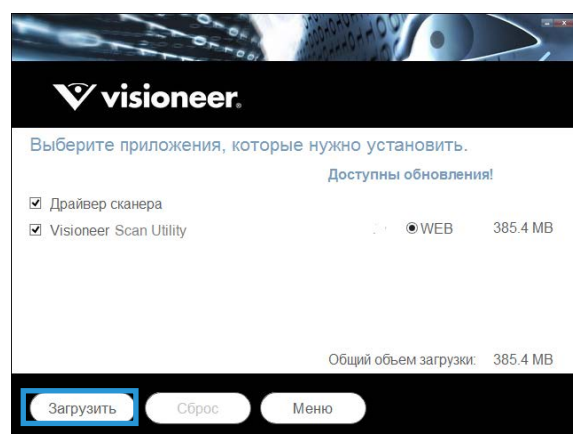 visioneer®
Выберите приложения, которые нужно установить.
Доступны обновления!
Драйвер сканера
Visioneer Scan Utility WEB 385.4 MB
Общий объем загрузки: 385.4 MB
Загрузить Сброс Меню